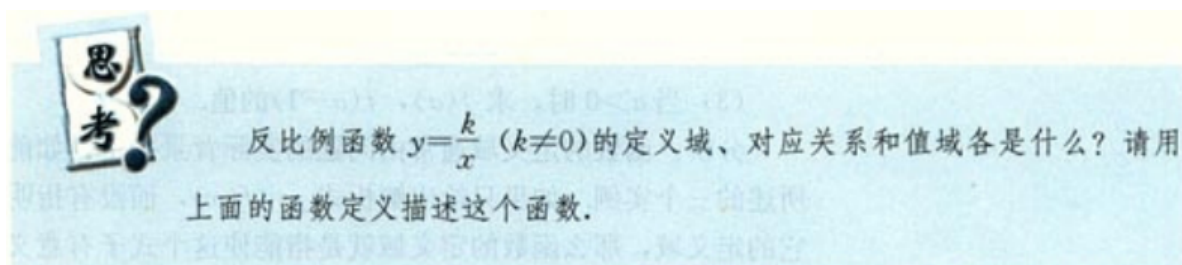 思
考
反比例函数 y=k/x (k≠0)的定义域、对应关系和值域各是什么？请用
上面的函数定义描述这个函数.